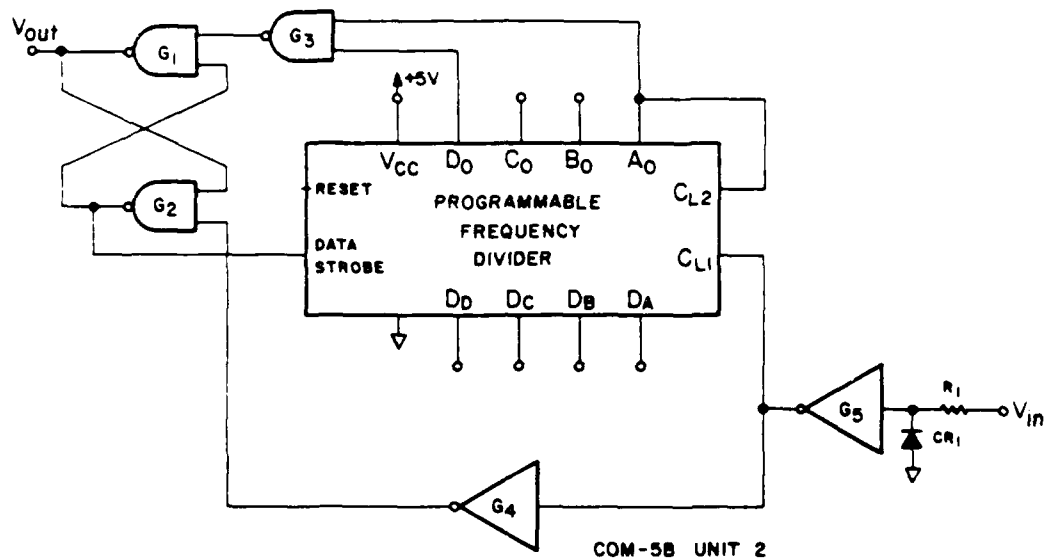 Vout
G1
G3
+5V
VCC
DO
CO
BO
AO
RESET
PROGRAMMABLE
CL2
G2
FREQUENCY
DATA
STROBE
DIVIDER
CL1
DD
DC
DB
DA
G5
R1
Vin
CR1
G4
COM-5B UNIT 2